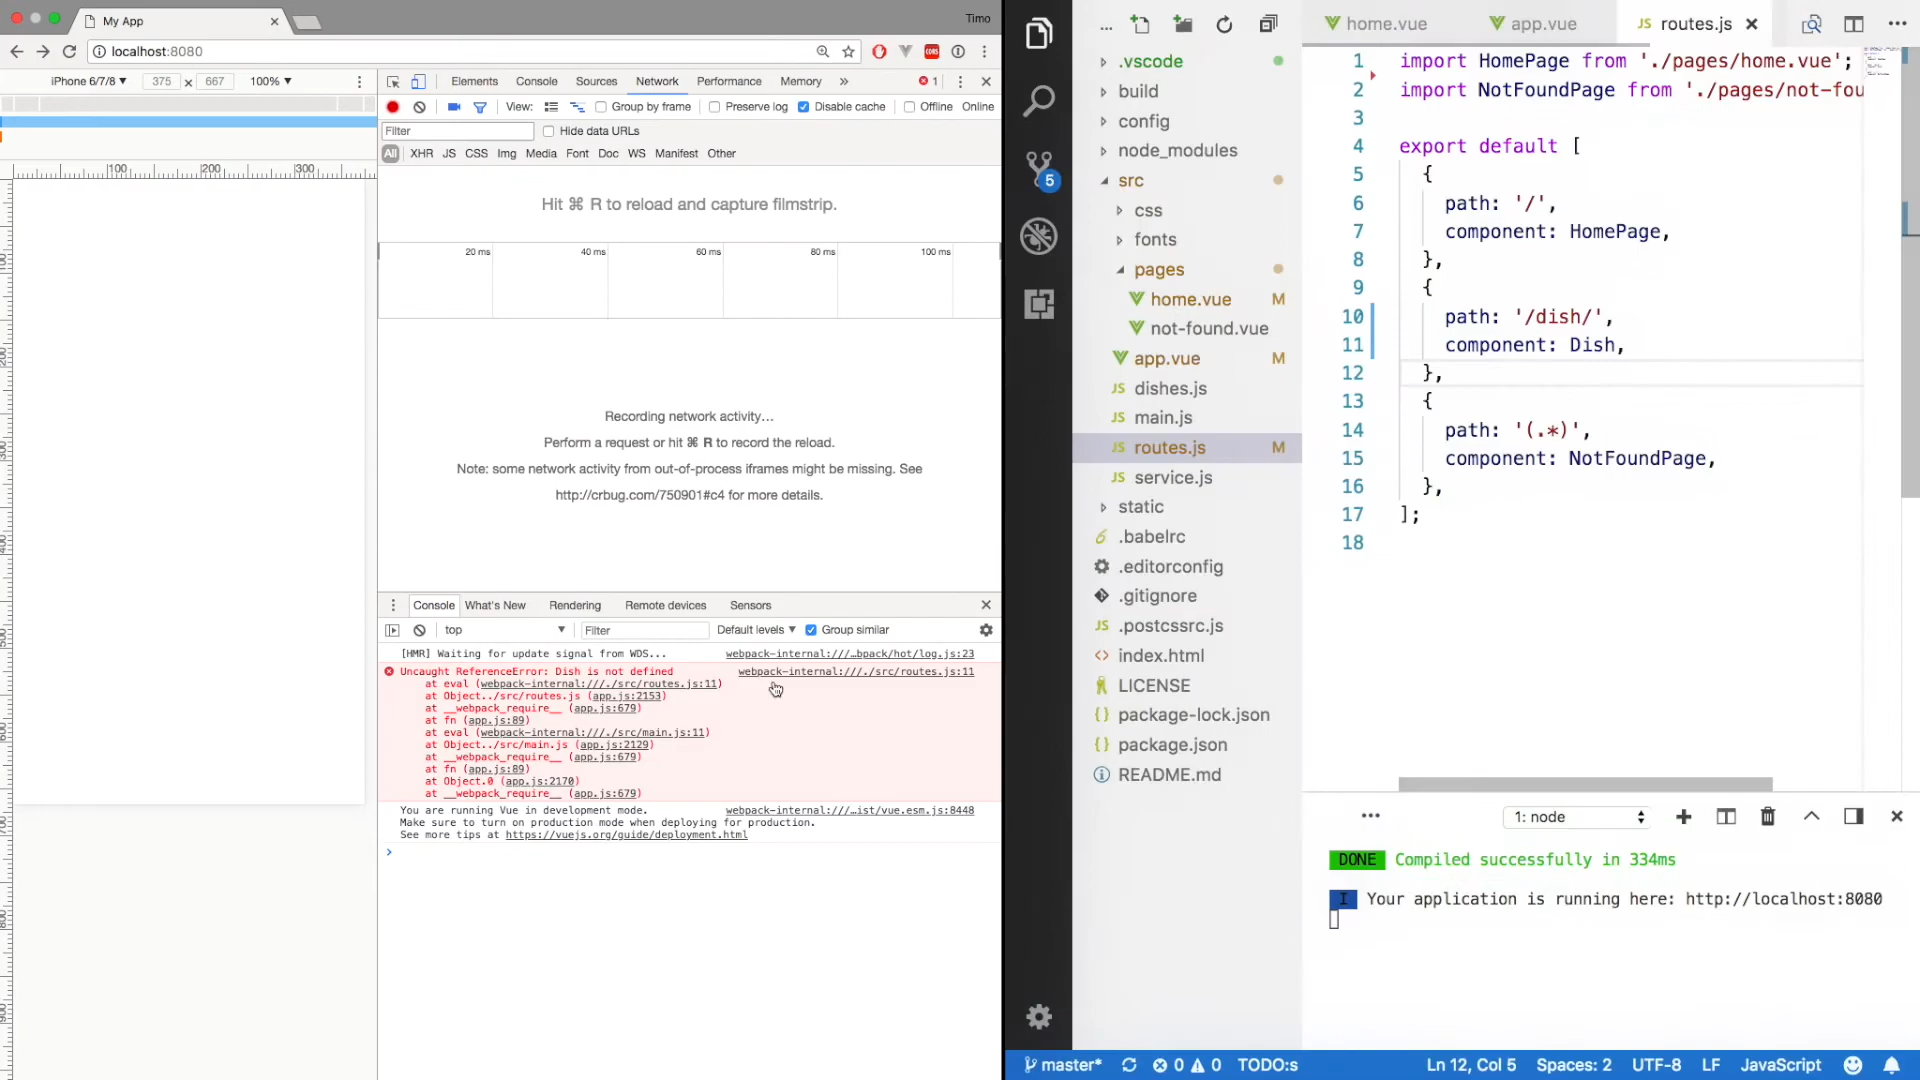 My App
Timo
localhost:8080
CORS
iPhone 6/7/8
375 × 667
100%
100
200
300
Elements
Console
Sources
Network
Performance
Memory
1
View:
Group by frame
Preserve log
Disable cache
Offline
Online
Filter
Hide data URLs
All XHR JS CSS Img Media Font Doc WS Manifest Other
Hit ⌘ R to reload and capture filmstrip.
20 ms 40 ms 60 ms 80 ms 100 ms
Recording network activity…
Perform a request or hit ⌘ R to record the reload.
Note: some network activity from out-of-process iframes might be missing. See
http://crbug.com/750901#c4 for more details.
Console What's New Rendering Remote devices Sensors
top
Filter
Default levels
Group similar
[HMR] Waiting for update signal from WDS... webpack-internal:///…bpack/hot/log.js:23
Uncaught ReferenceError: Dish is not defined webpack-internal:///./src/routes.js:11
at eval (webpack-internal:///./src/routes.js:11)
at Object../src/routes.js (app.js:2153)
at __webpack_require__ (app.js:679)
at fn (app.js:89)
at eval (webpack-internal:///./src/main.js:11)
at Object../src/main.js (app.js:2129)
at __webpack_require__ (app.js:679)
at fn (app.js:89)
at Object.0 (app.js:2170)
at __webpack_require__ (app.js:679)
You are running Vue in development mode. webpack-internal:///…ist/vue.esm.js:8448
Make sure to turn on production mode when deploying for production.
See more tips at https://vuejs.org/guide/deployment.html
5
.vscode
build
config
node_modules
src
css
fonts
pages
home.vue M
not-found.vue
app.vue M
JS dishes.js
JS main.js
JS routes.js M
JS service.js
static
.babelrc
.editorconfig
.gitignore
JS .postcssrc.js
index.html
LICENSE
package-lock.json
package.json
README.md
home.vue
app.vue
JS routes.js
1 import HomePage from './pages/home.vue';
2 import NotFoundPage from './pages/not-fou
3
4 export default [
5 {
6 path: '/',
7 component: HomePage,
8 },
9 {
10 path: '/dish/',
11 component: Dish,
12 },
13 {
14 path: '(.*)',
15 component: NotFoundPage,
16 },
17 ];
18
1: node
DONE Compiled successfully in 334ms
I Your application is running here: http://localhost:8080
master* 0 0 TODO:s
Ln 12, Col 5 Spaces: 2 UTF-8 LF JavaScript